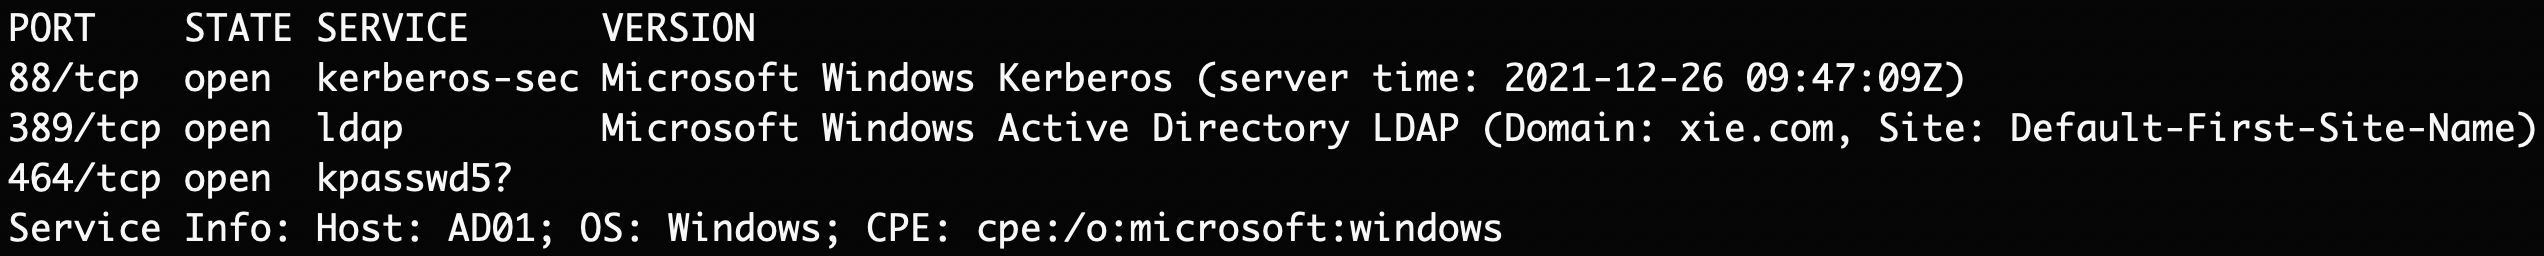 PORT    STATE SERVICE      VERSION
88/tcp  open  kerberos-sec Microsoft Windows Kerberos (server time: 2021-12-26 09:47:09Z)
389/tcp open  ldap         Microsoft Windows Active Directory LDAP (Domain: xie.com, Site: Default-First-Site-Name)
464/tcp open  kpasswd5?
Service Info: Host: AD01; OS: Windows; CPE: cpe:/o:microsoft:windows